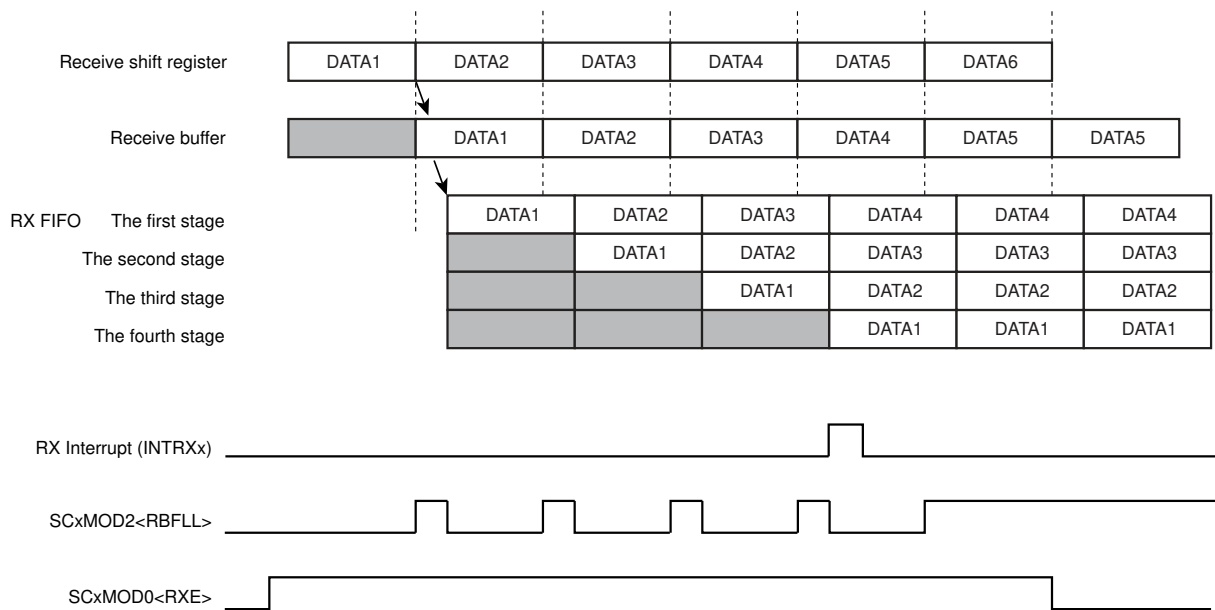 Receive shift register DATA1 DATA2 DATA3 DATA4 DATA5 DATA6
Receive buffer DATA1 DATA2 DATA3 DATA4 DATA5 DATA5
RX FIFO The first stage DATA1 DATA2 DATA3 DATA4 DATA4 DATA4
The second stage DATA1 DATA2 DATA3 DATA3 DATA3
The third stage DATA1 DATA2 DATA2 DATA2
The fourth stage DATA1 DATA1 DATA1
RX Interrupt (INTRXx)
SCxMOD2<RBFLL>
SCxMOD0<RXE>